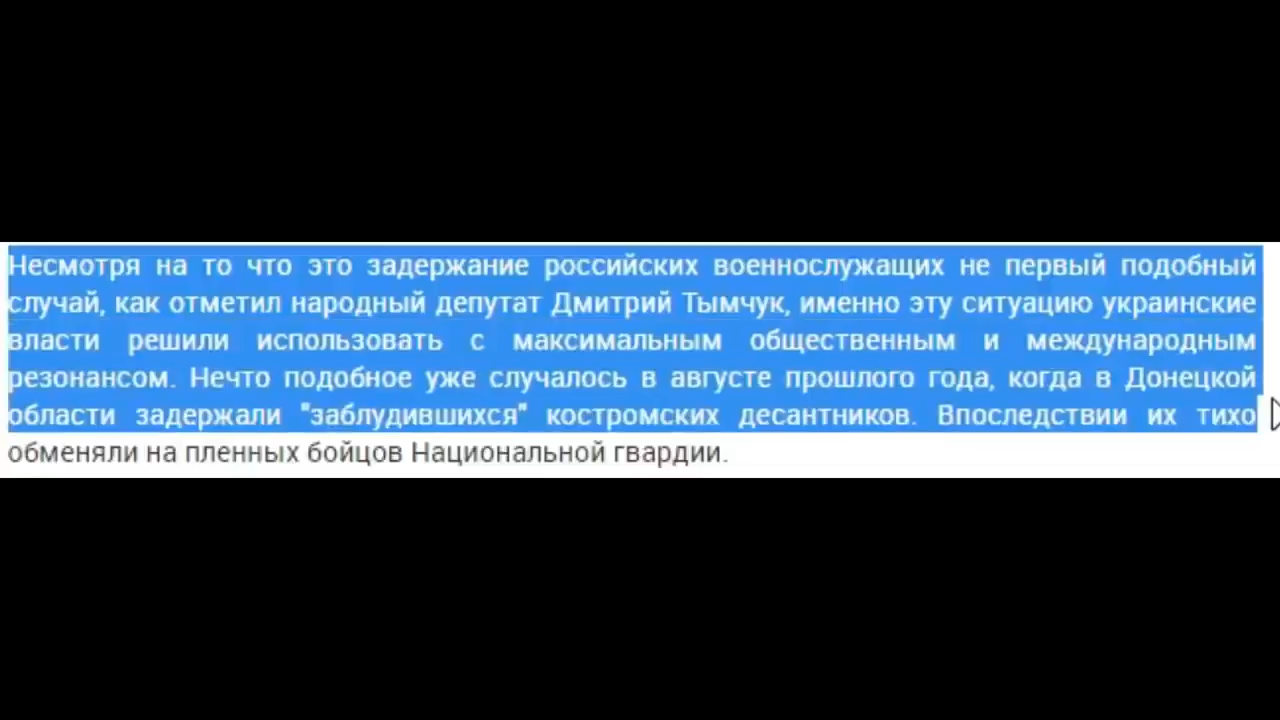 Несмотря на то что это задержание российских военнослужащих не первый подобный
случай, как отметил народный депутат Дмитрий Тымчук, именно эту ситуацию украинские
власти решили использовать с максимальным общественным и международным
резонансом. Нечто подобное уже случалось в августе прошлого года, когда в Донецкой
области задержали "заблудившихся" костромских десантников. Впоследствии их тихо
обменяли на пленных бойцов Национальной гвардии.